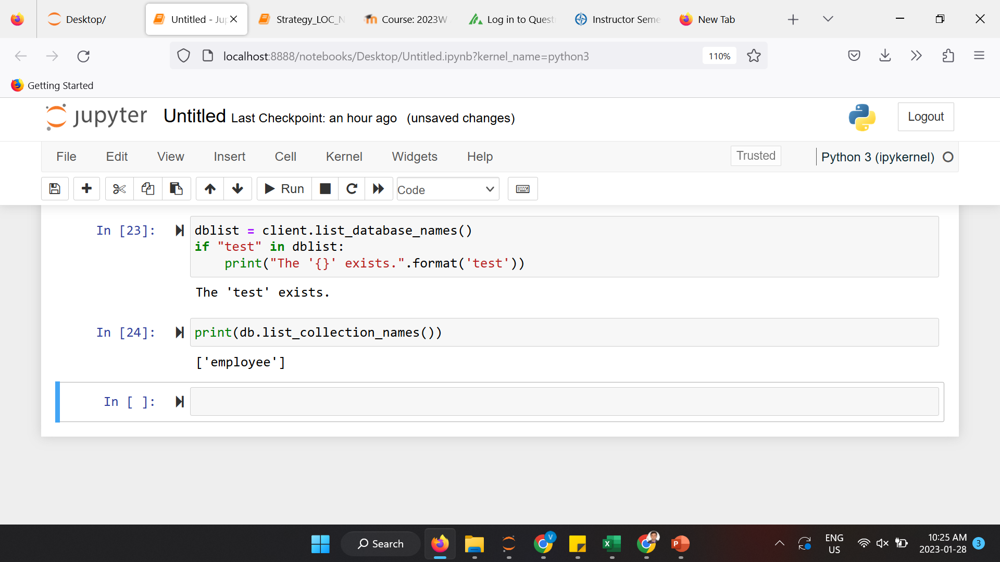 Desktop/
Untitled - Ju
Strategy_LOC_N
Course: 2023W
Log in to Quest
Instructor Seme
New Tab
localhost:8888/notebooks/Desktop/Untitled.ipynb?kernel_name=python3
110%
Getting Started
jupyter Untitled Last Checkpoint: an hour ago (unsaved changes)
Logout
File Edit View Insert Cell Kernel Widgets Help
Trusted
Python 3 (ipykernel)
Run
Code
In [23]:
dblist = client.list_database_names()
if "test" in dblist:
    print("The '{}' exists.".format('test'))
The 'test' exists.
In [24]:
print(db.list_collection_names())
['employee']
In [ ]:
Search
V
X
P
ENG
US
10:25 AM
2023-01-28
3